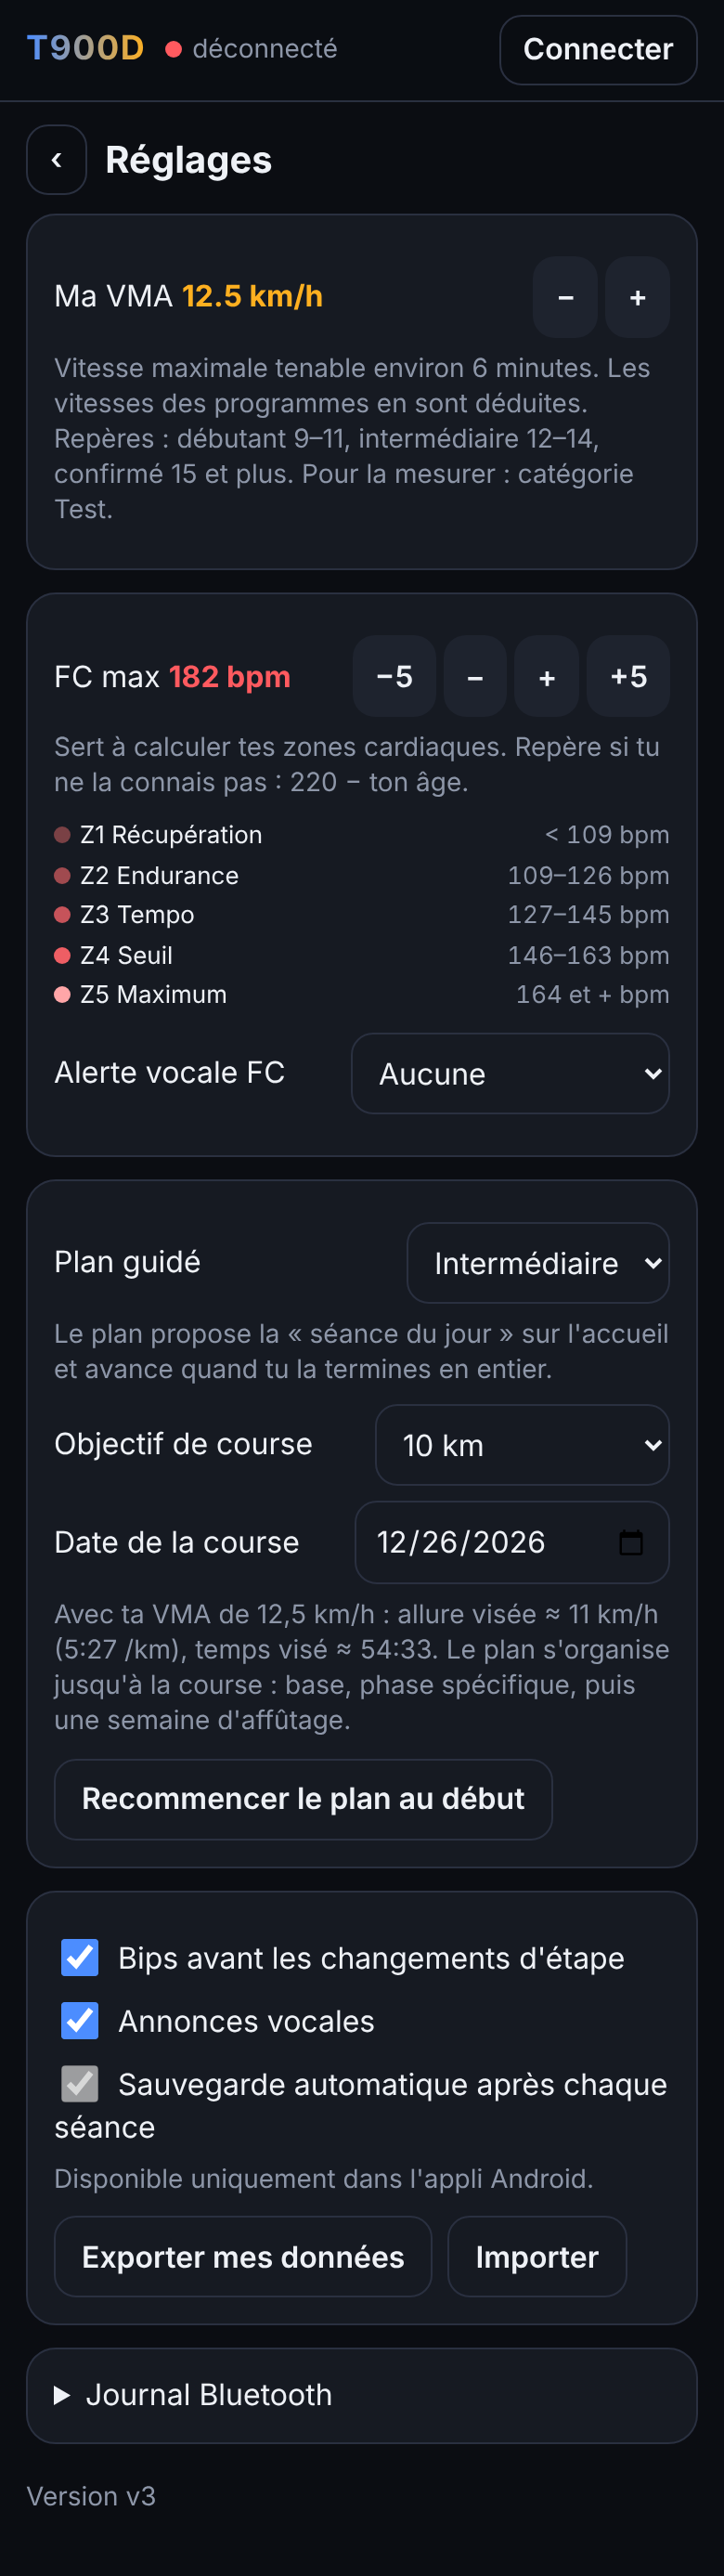 T900D déconnecté Connecter
‹ Réglages
Ma VMA 12.5 km/h − +
Vitesse maximale tenable environ 6 minutes. Les
vitesses des programmes en sont déduites.
Repères : débutant 9–11, intermédiaire 12–14,
confirmé 15 et plus. Pour la mesurer : catégorie
Test.
FC max 182 bpm −5 − + +5
Sert à calculer tes zones cardiaques. Repère si tu
ne la connais pas : 220 − ton âge.
Z1 Récupération < 109 bpm
Z2 Endurance 109–126 bpm
Z3 Tempo 127–145 bpm
Z4 Seuil 146–163 bpm
Z5 Maximum 164 et + bpm
Alerte vocale FC Aucune
Plan guidé Intermédiaire
Le plan propose la « séance du jour » sur l'accueil
et avance quand tu la termines en entier.
Objectif de course 10 km
Date de la course 12/26/2026
Avec ta VMA de 12,5 km/h : allure visée ≈ 11 km/h
(5:27 /km), temps visé ≈ 54:33. Le plan s'organise
jusqu'à la course : base, phase spécifique, puis
une semaine d'affûtage.
Recommencer le plan au début
Bips avant les changements d'étape
Annonces vocales
Sauvegarde automatique après chaque
séance
Disponible uniquement dans l'appli Android.
Exporter mes données Importer
Journal Bluetooth
Version v3